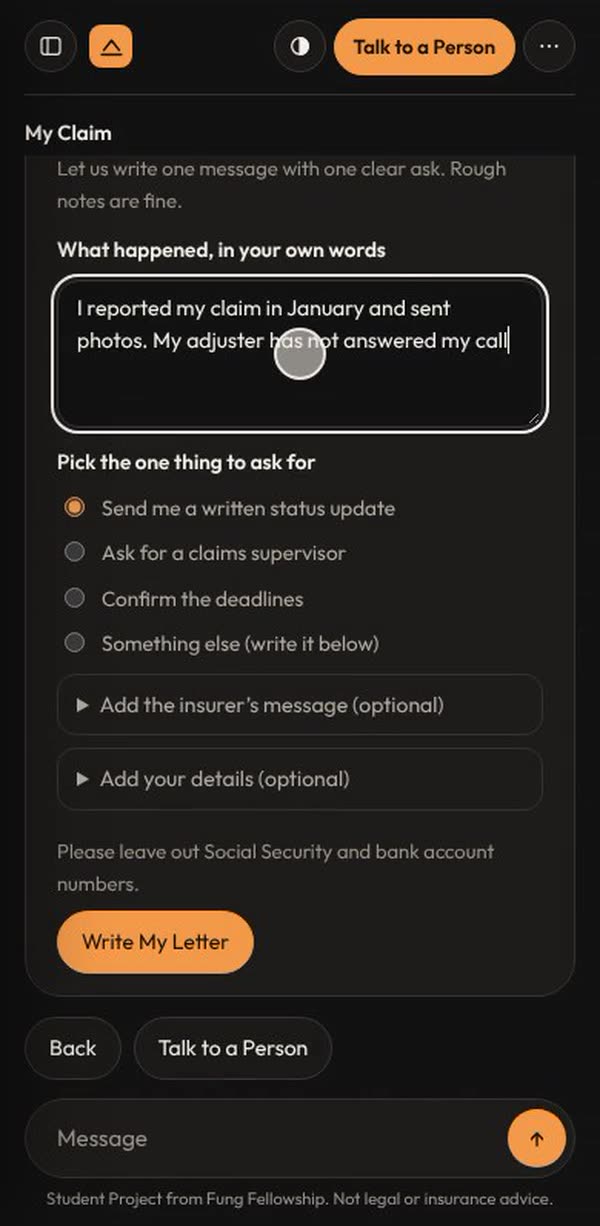 Talk to a Person
My Claim
Let us write one message with one clear ask. Rough
notes are fine.
What happened, in your own words
I reported my claim in January and sent
photos. My adjuster has not answered my call
Pick the one thing to ask for
Send me a written status update
Ask for a claims supervisor
Confirm the deadlines
Something else (write it below)
Add the insurer's message (optional)
Add your details (optional)
Please leave out Social Security and bank account
numbers.
Write My Letter
Back
Talk to a Person
Message
Student Project from Fung Fellowship. Not legal or insurance advice.